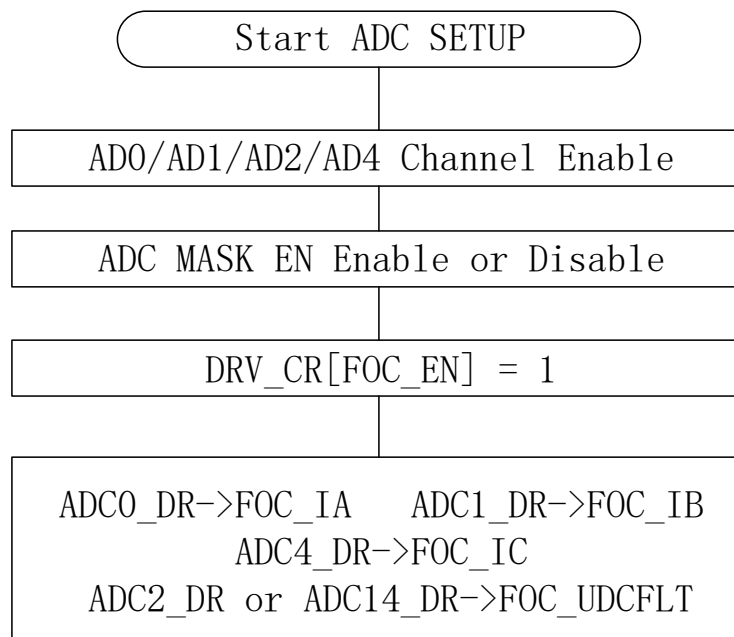 Start ADC SETUP
AD0/AD1/AD2/AD4 Channel Enable
ADC MASK EN Enable or Disable
DRV_CR[FOC_EN] = 1
ADC0_DR->FOC_IA ADC1_DR->FOC_IB
ADC4_DR->FOC_IC
ADC2_DR or ADC14_DR->FOC_UDCFLT